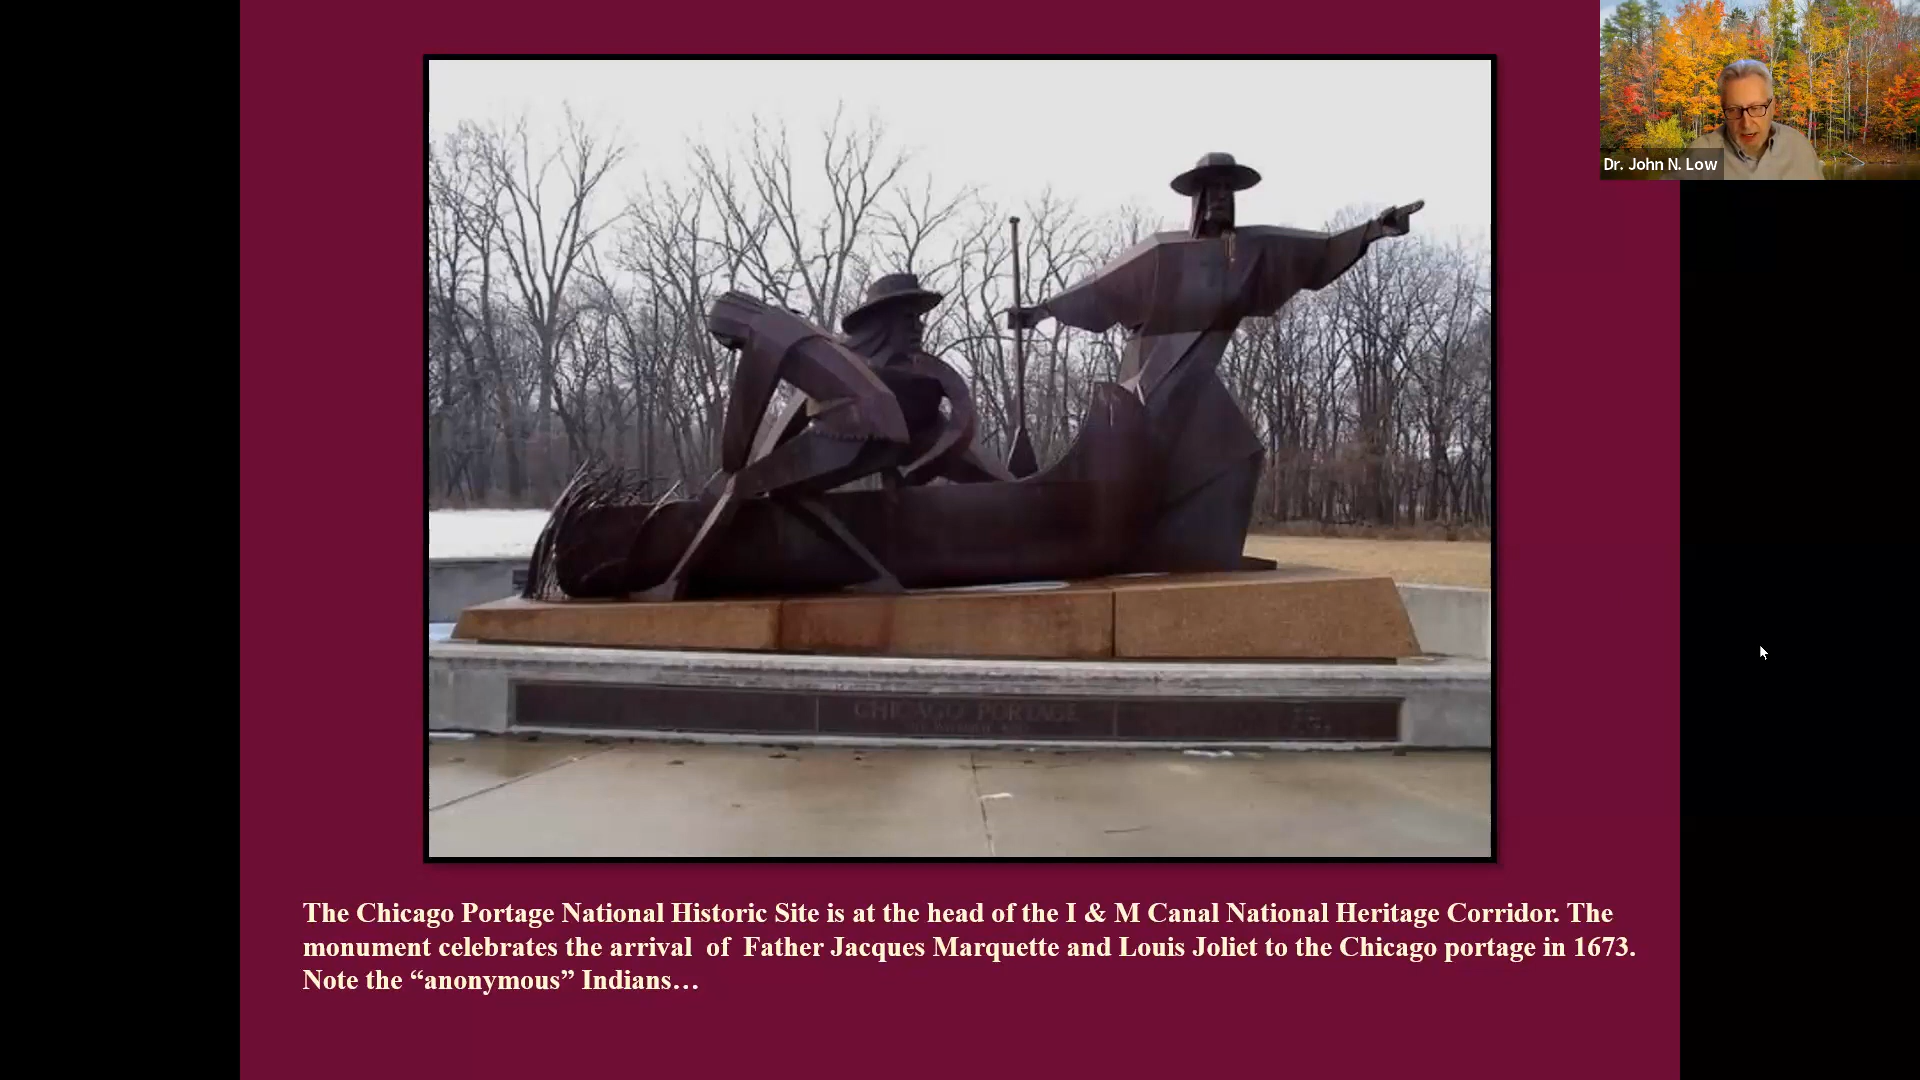 Dr. John N. Low
CHICAGO PORTAGE
The Chicago Portage National Historic Site is at the head of the I & M Canal National Heritage Corridor. The
monument celebrates the arrival of Father Jacques Marquette and Louis Joliet to the Chicago portage in 1673.
Note the “anonymous” Indians…